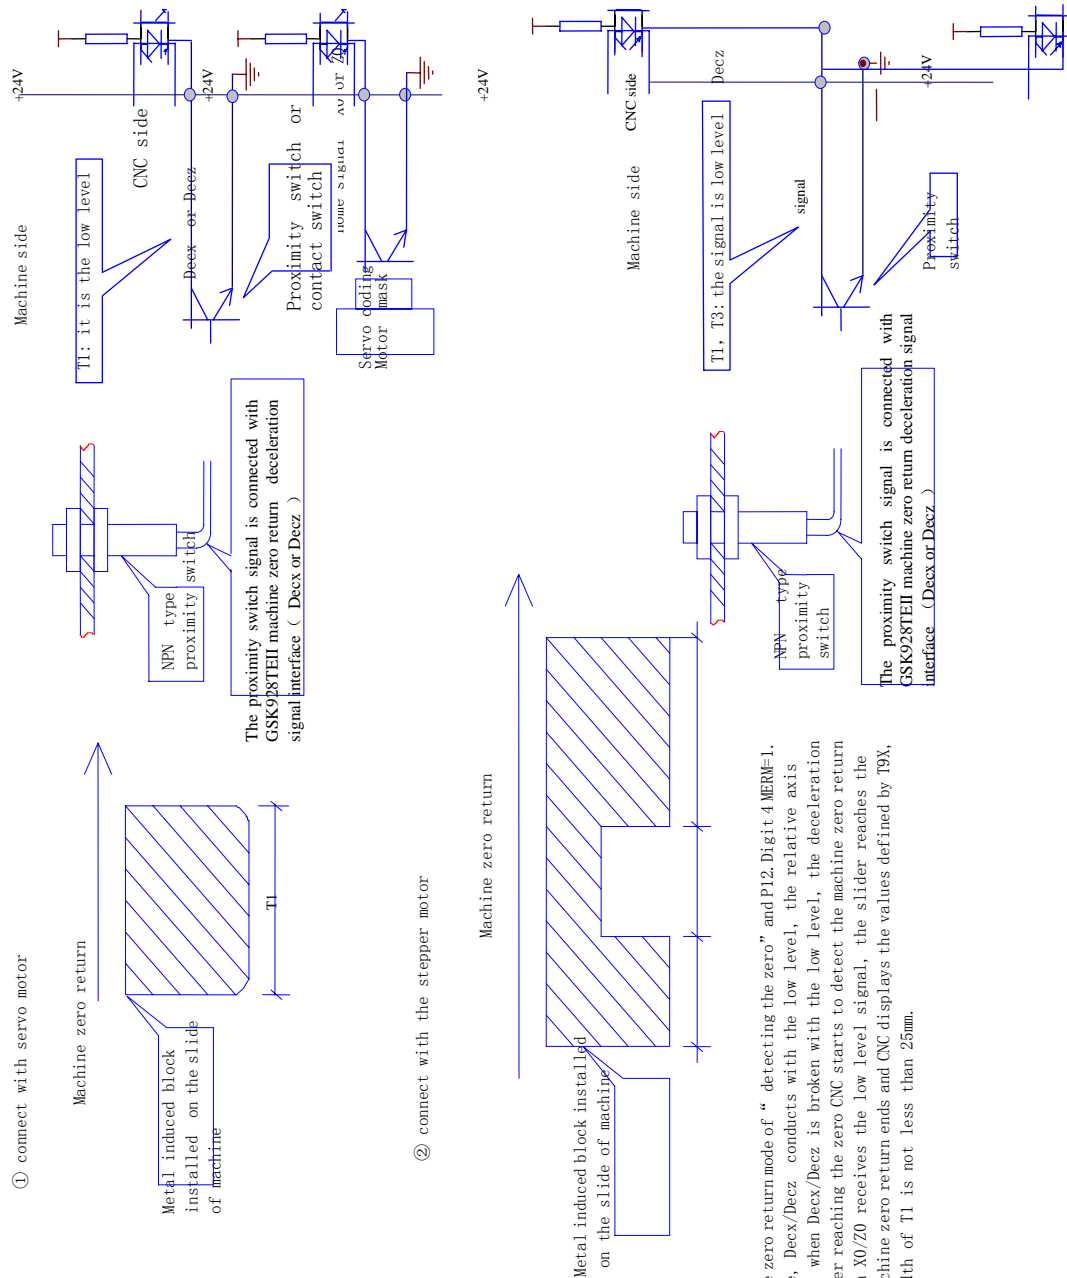 ① connect with servo motor
Machine side
+24V
Machine zero return
T1: it is the low level
CNC side
Metal induced block
installed on the slide
of machine
NPN type
proximity switch
Decx or Decz
+24V
The proximity switch signal is connected with
GSK928TEII machine zero return deceleration
signal interface ( Decx or Decz )
T1
Proximity switch or
contact switch
home signal X0 or Z0
Servo coding
Motor mask
② connect with the stepper motor
+24V
Machine zero return
Metal induced block installed
on the slide of machine
Machine side
CNC side
T1, T3: the signal is low level
Decz
signal
NPN type
proximity
switch
The proximity switch signal is connected with
GSK928TEII machine zero return deceleration signal
interface (Decx or Decz )
Proximity
switch
+24V
zero return mode of “ detecting the zero” and P12. Digit 4 MERM=1.
, Decx/Decz conducts with the low level, the relative axis
when Decx/Decz is broken with the low level, the deceleration
reaching the zero CNC starts to detect the machine zero return
X0/Z0 receives the low level signal, the slider reaches the
zero return ends and CNC displays the values defined by T9X,
of T1 is not less than 25mm.